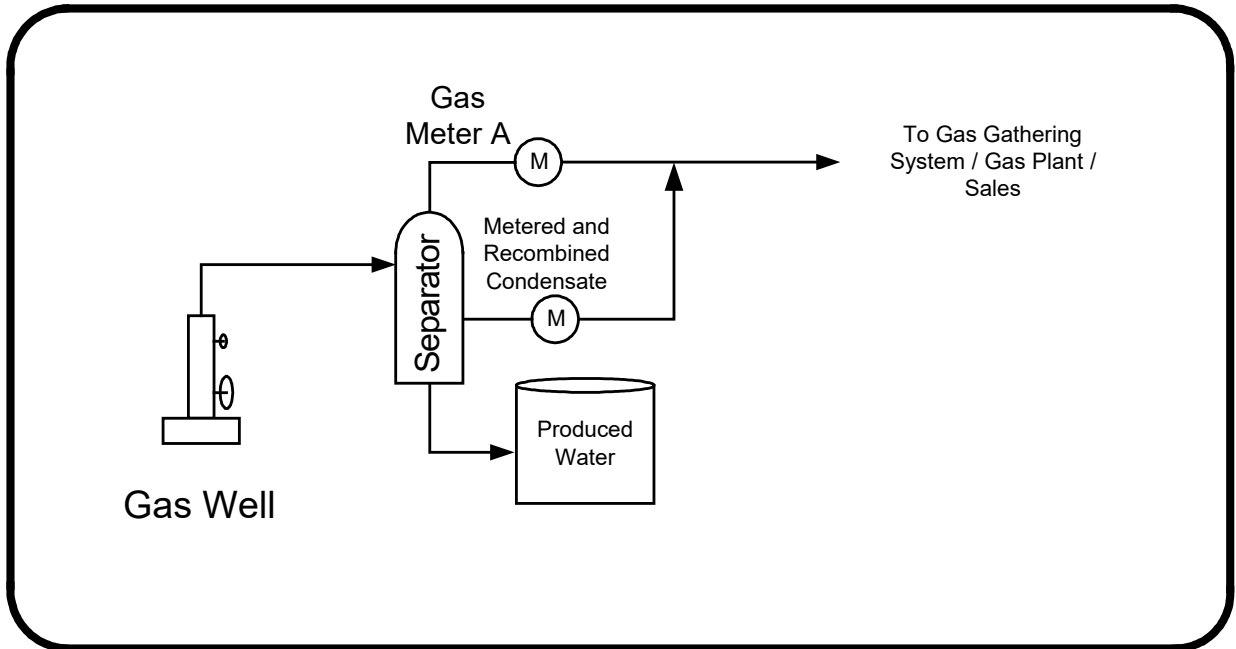 Gas
Meter A
M
To Gas Gathering
System / Gas Plant /
Sales
Metered and
Recombined
Condensate
M
Separator
Produced
Water
Gas Well